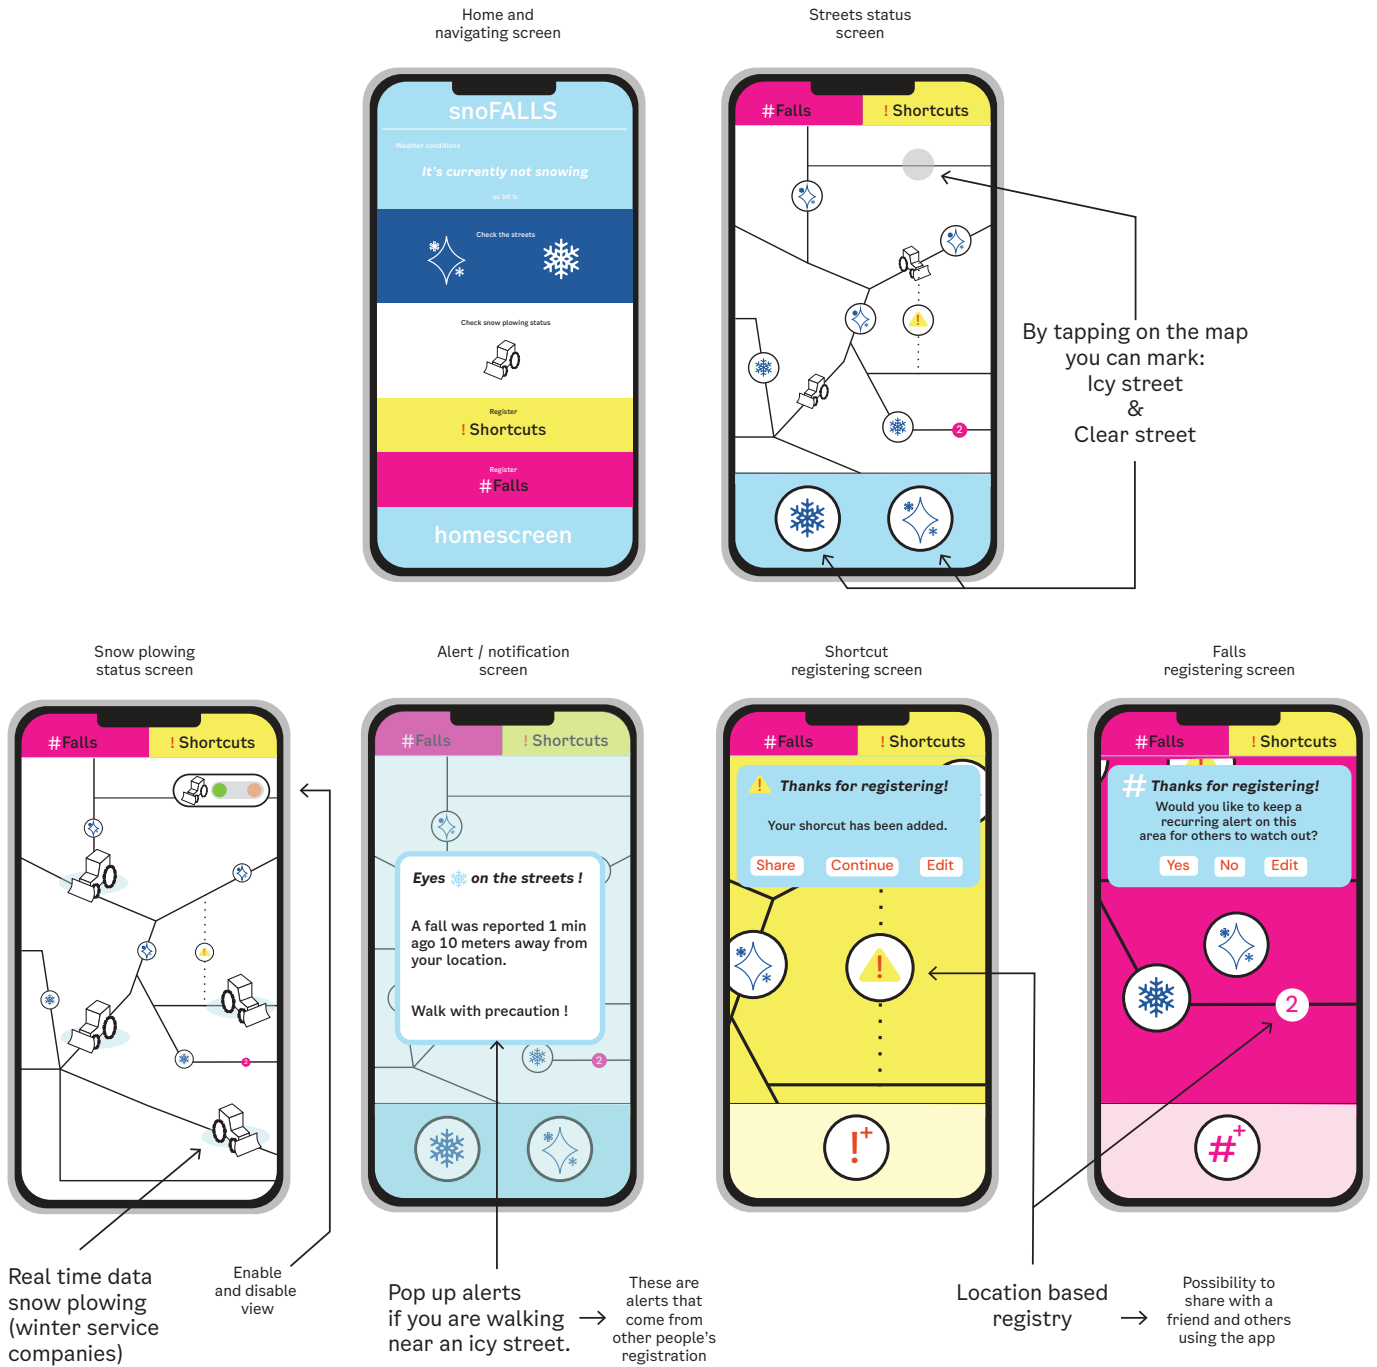 Home and
navigating screen
Streets status
screen
snoFALLS
Weather conditions
It's currently not snowing
so let's:
Check the streets
Check snow plowing status
Register
! Shortcuts
Register
#Falls
homescreen
#Falls
! Shortcuts
!
2
By tapping on the map
you can mark:
Icy street
&
Clear street
Snow plowing
status screen
Alert / notification
screen
Shortcut
registering screen
Falls
registering screen
#Falls
! Shortcuts
!
2
#Falls
! Shortcuts
Eyes on the streets !
A fall was reported 1 min
ago 10 meters away from
your location.
Walk with precaution !
2
#Falls
! Shortcuts
! Thanks for registering!
Your shorcut has been added.
Share Continue Edit
!
!+
#Falls
! Shortcuts
# Thanks for registering!
Would you like to keep a
recurring alert on this
area for others to watch out?
Yes No Edit
2
#+
Real time data
snow plowing
(winter service
companies)
Enable
and disable
view
Pop up alerts
if you are walking
near an icy street.
These are
alerts that
come from
other people's
registration
Location based
registry
Possibility to
share with a
friend and others
using the app